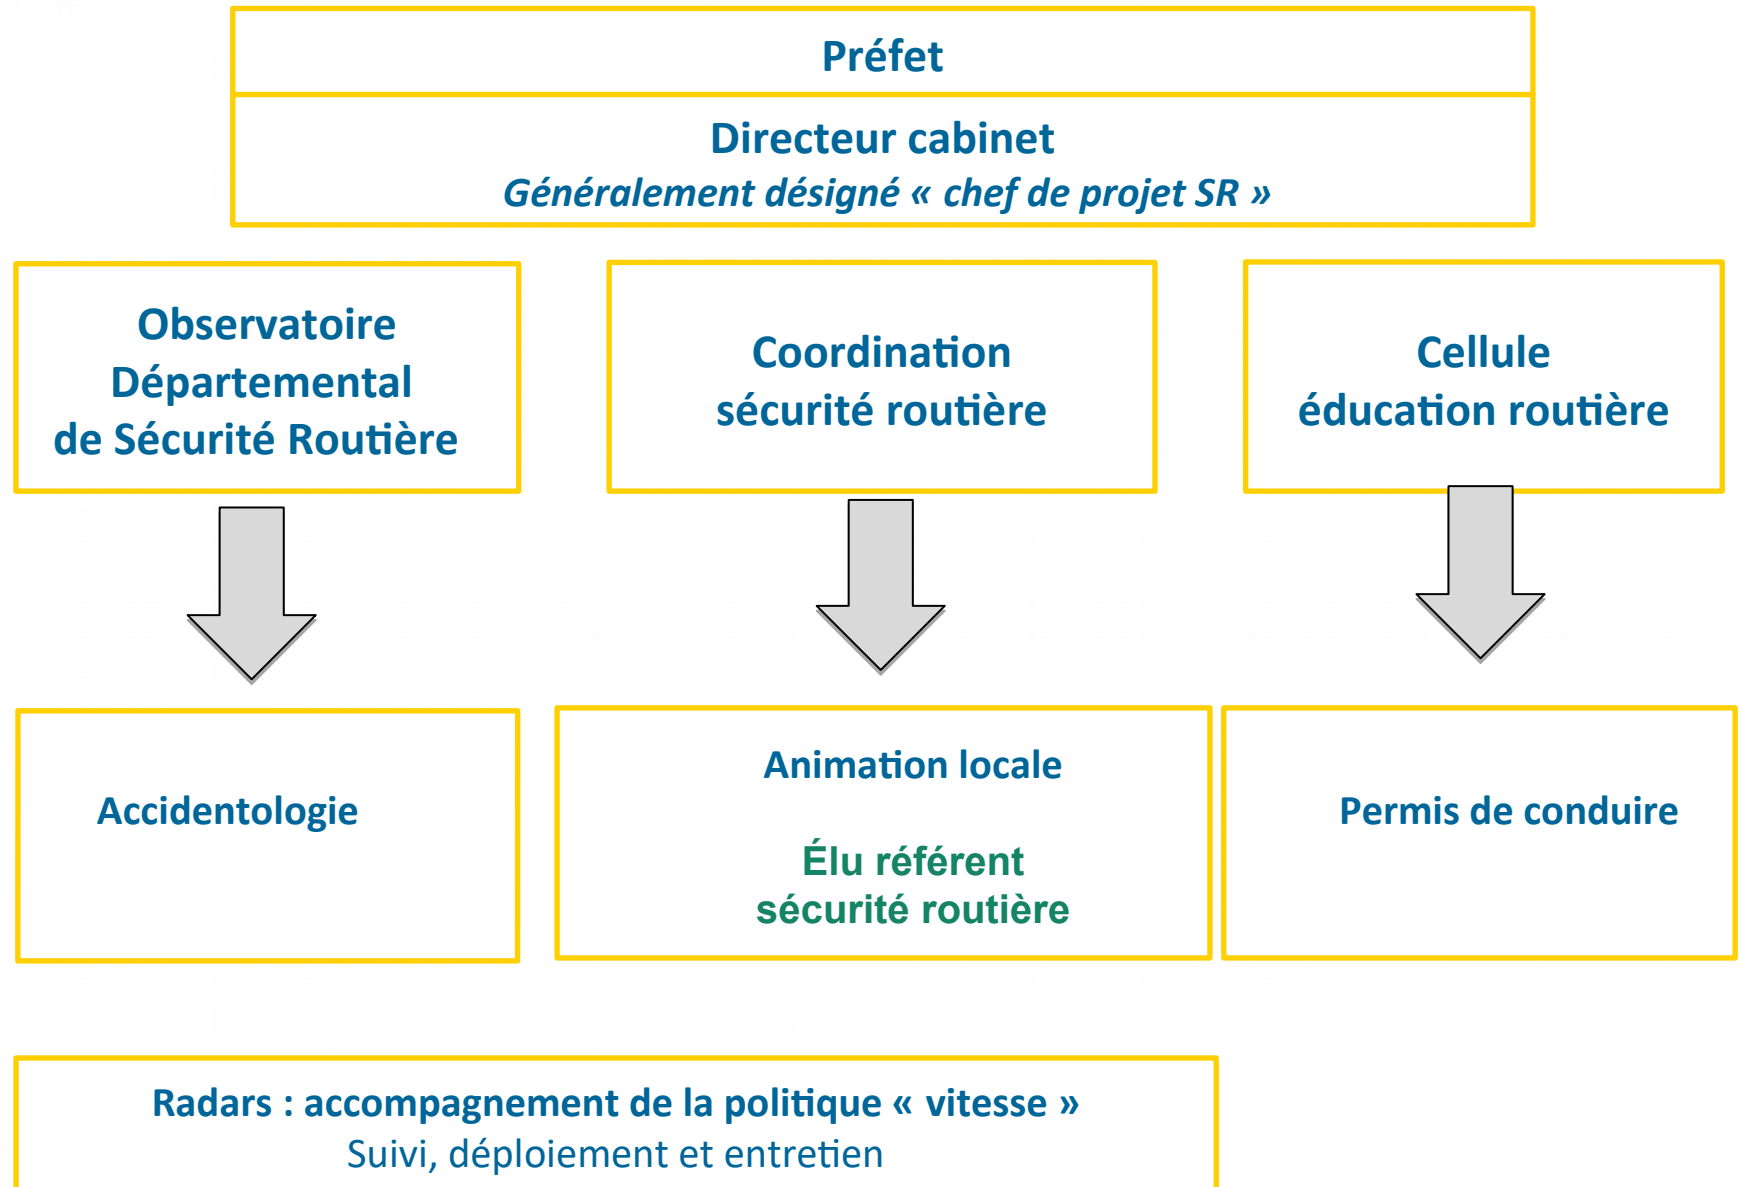 Préfet
Directeur cabinet
Généralement désigné « chef de projet SR »
Observatoire
Départemental
de Sécurité Routière
Coordination
sécurité routière
Cellule
éducation routière
Accidentologie
Animation locale
Élu référent
sécurité routière
Permis de conduire
Radars : accompagnement de la politique « vitesse »
Suivi, déploiement et entretien